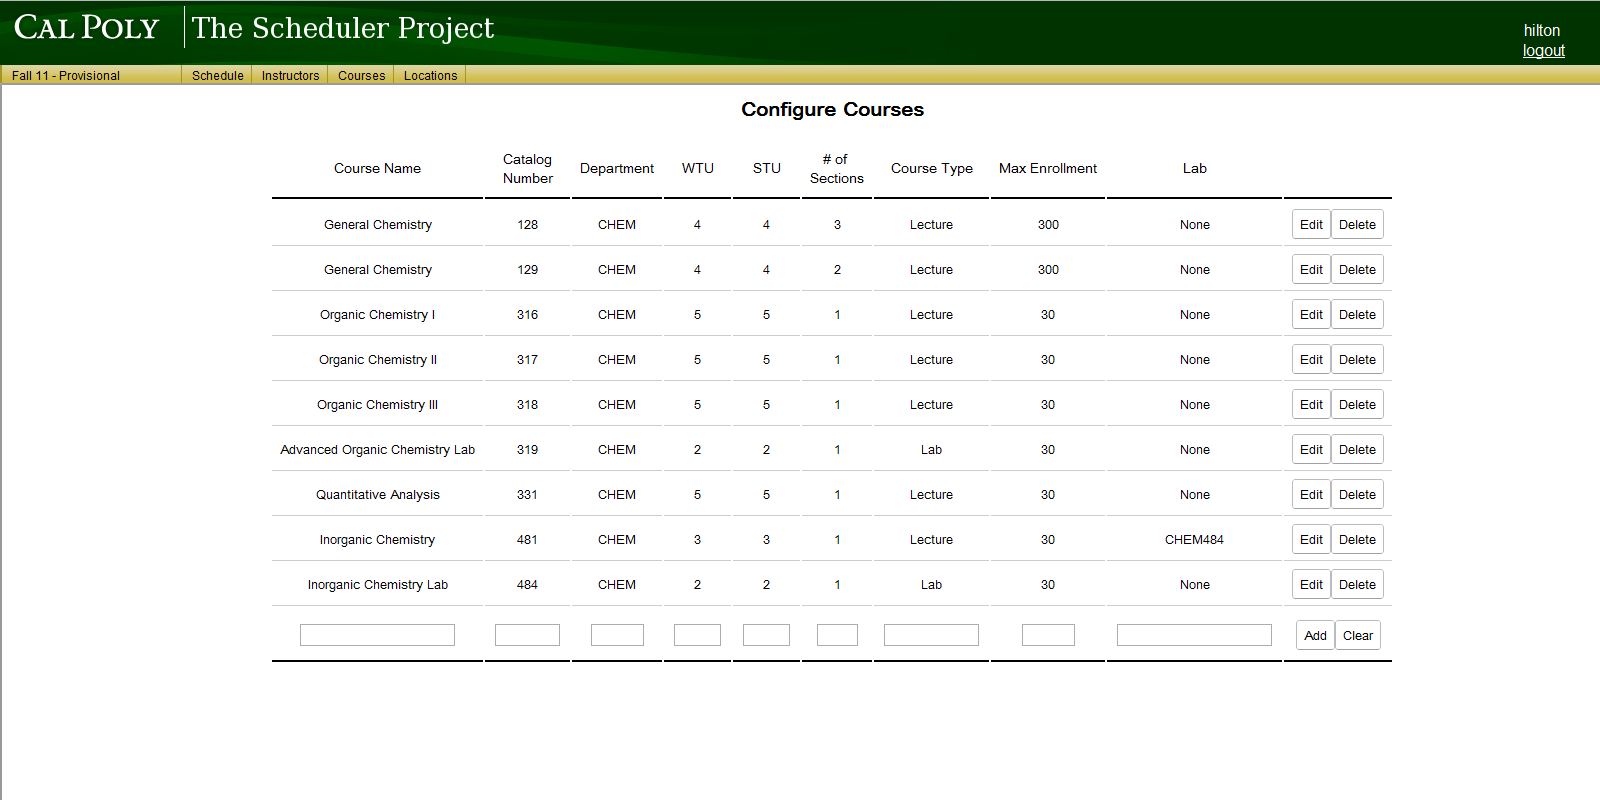 CAL POLY The Scheduler Project
hilton
logout
Fall 11 - Provisional Schedule Instructors Courses Locations
Configure Courses
Course Name Catalog Number Department WTU STU # of Sections Course Type Max Enrollment Lab
General Chemistry 128 CHEM 4 4 3 Lecture 300 None Edit Delete
General Chemistry 129 CHEM 4 4 2 Lecture 300 None Edit Delete
Organic Chemistry I 316 CHEM 5 5 1 Lecture 30 None Edit Delete
Organic Chemistry II 317 CHEM 5 5 1 Lecture 30 None Edit Delete
Organic Chemistry III 318 CHEM 5 5 1 Lecture 30 None Edit Delete
Advanced Organic Chemistry Lab 319 CHEM 2 2 1 Lab 30 None Edit Delete
Quantitative Analysis 331 CHEM 5 5 1 Lecture 30 None Edit Delete
Inorganic Chemistry 481 CHEM 3 3 1 Lecture 30 CHEM484 Edit Delete
Inorganic Chemistry Lab 484 CHEM 2 2 1 Lab 30 None Edit Delete
Add Clear